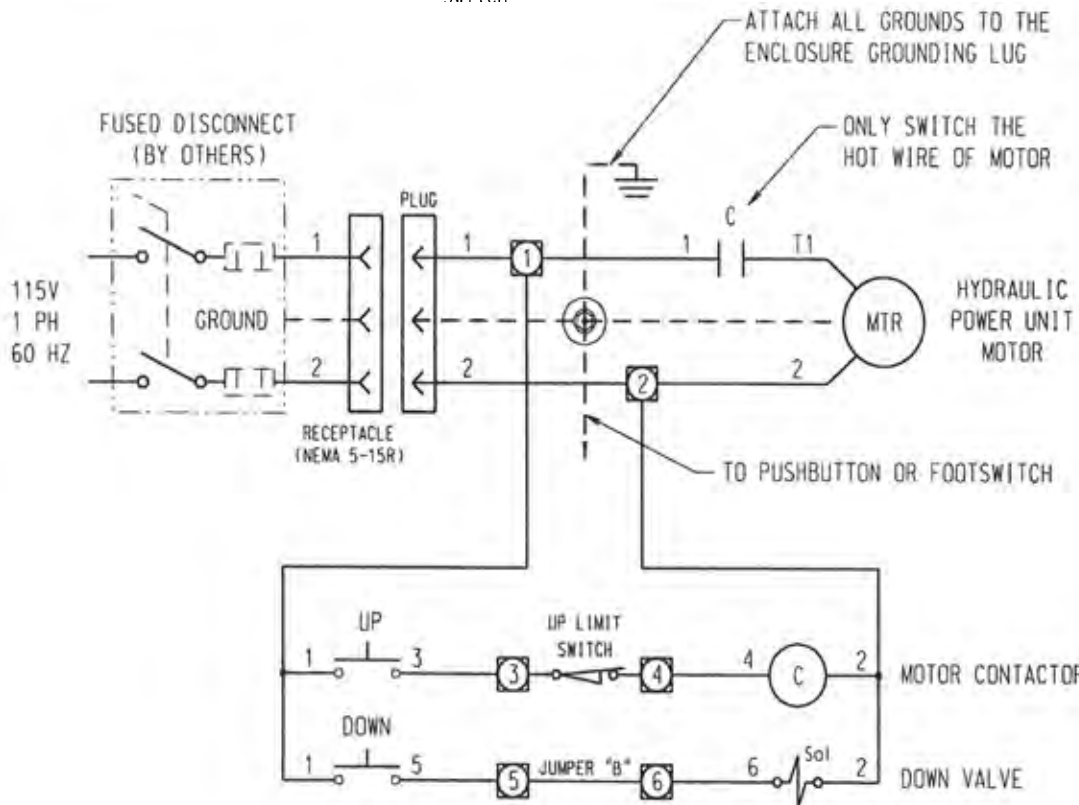 ATTACH ALL GROUNDS TO THE
ENCLOSURE GROUNDING LUG
FUSED DISCONNECT
(BY OTHERS)
ONLY SWITCH THE
HOT WIRE OF MOTOR
PLUG
C
1
1
1
1
T1
115V
1 PH
60 HZ
GROUND
MTR
HYDRAULIC
POWER UNIT
MOTOR
2
2
2
2
RECEPTACLE
(NEMA 5-15R)
TO PUSHBUTTON OR FOOTSWITCH
UP
UP LIMIT
SWITCH
1
3
3
4
4
C
2
MOTOR CONTACTOR
DOWN
1
5
5
JUMPER "B"
6
6
Sol
2
DOWN VALVE